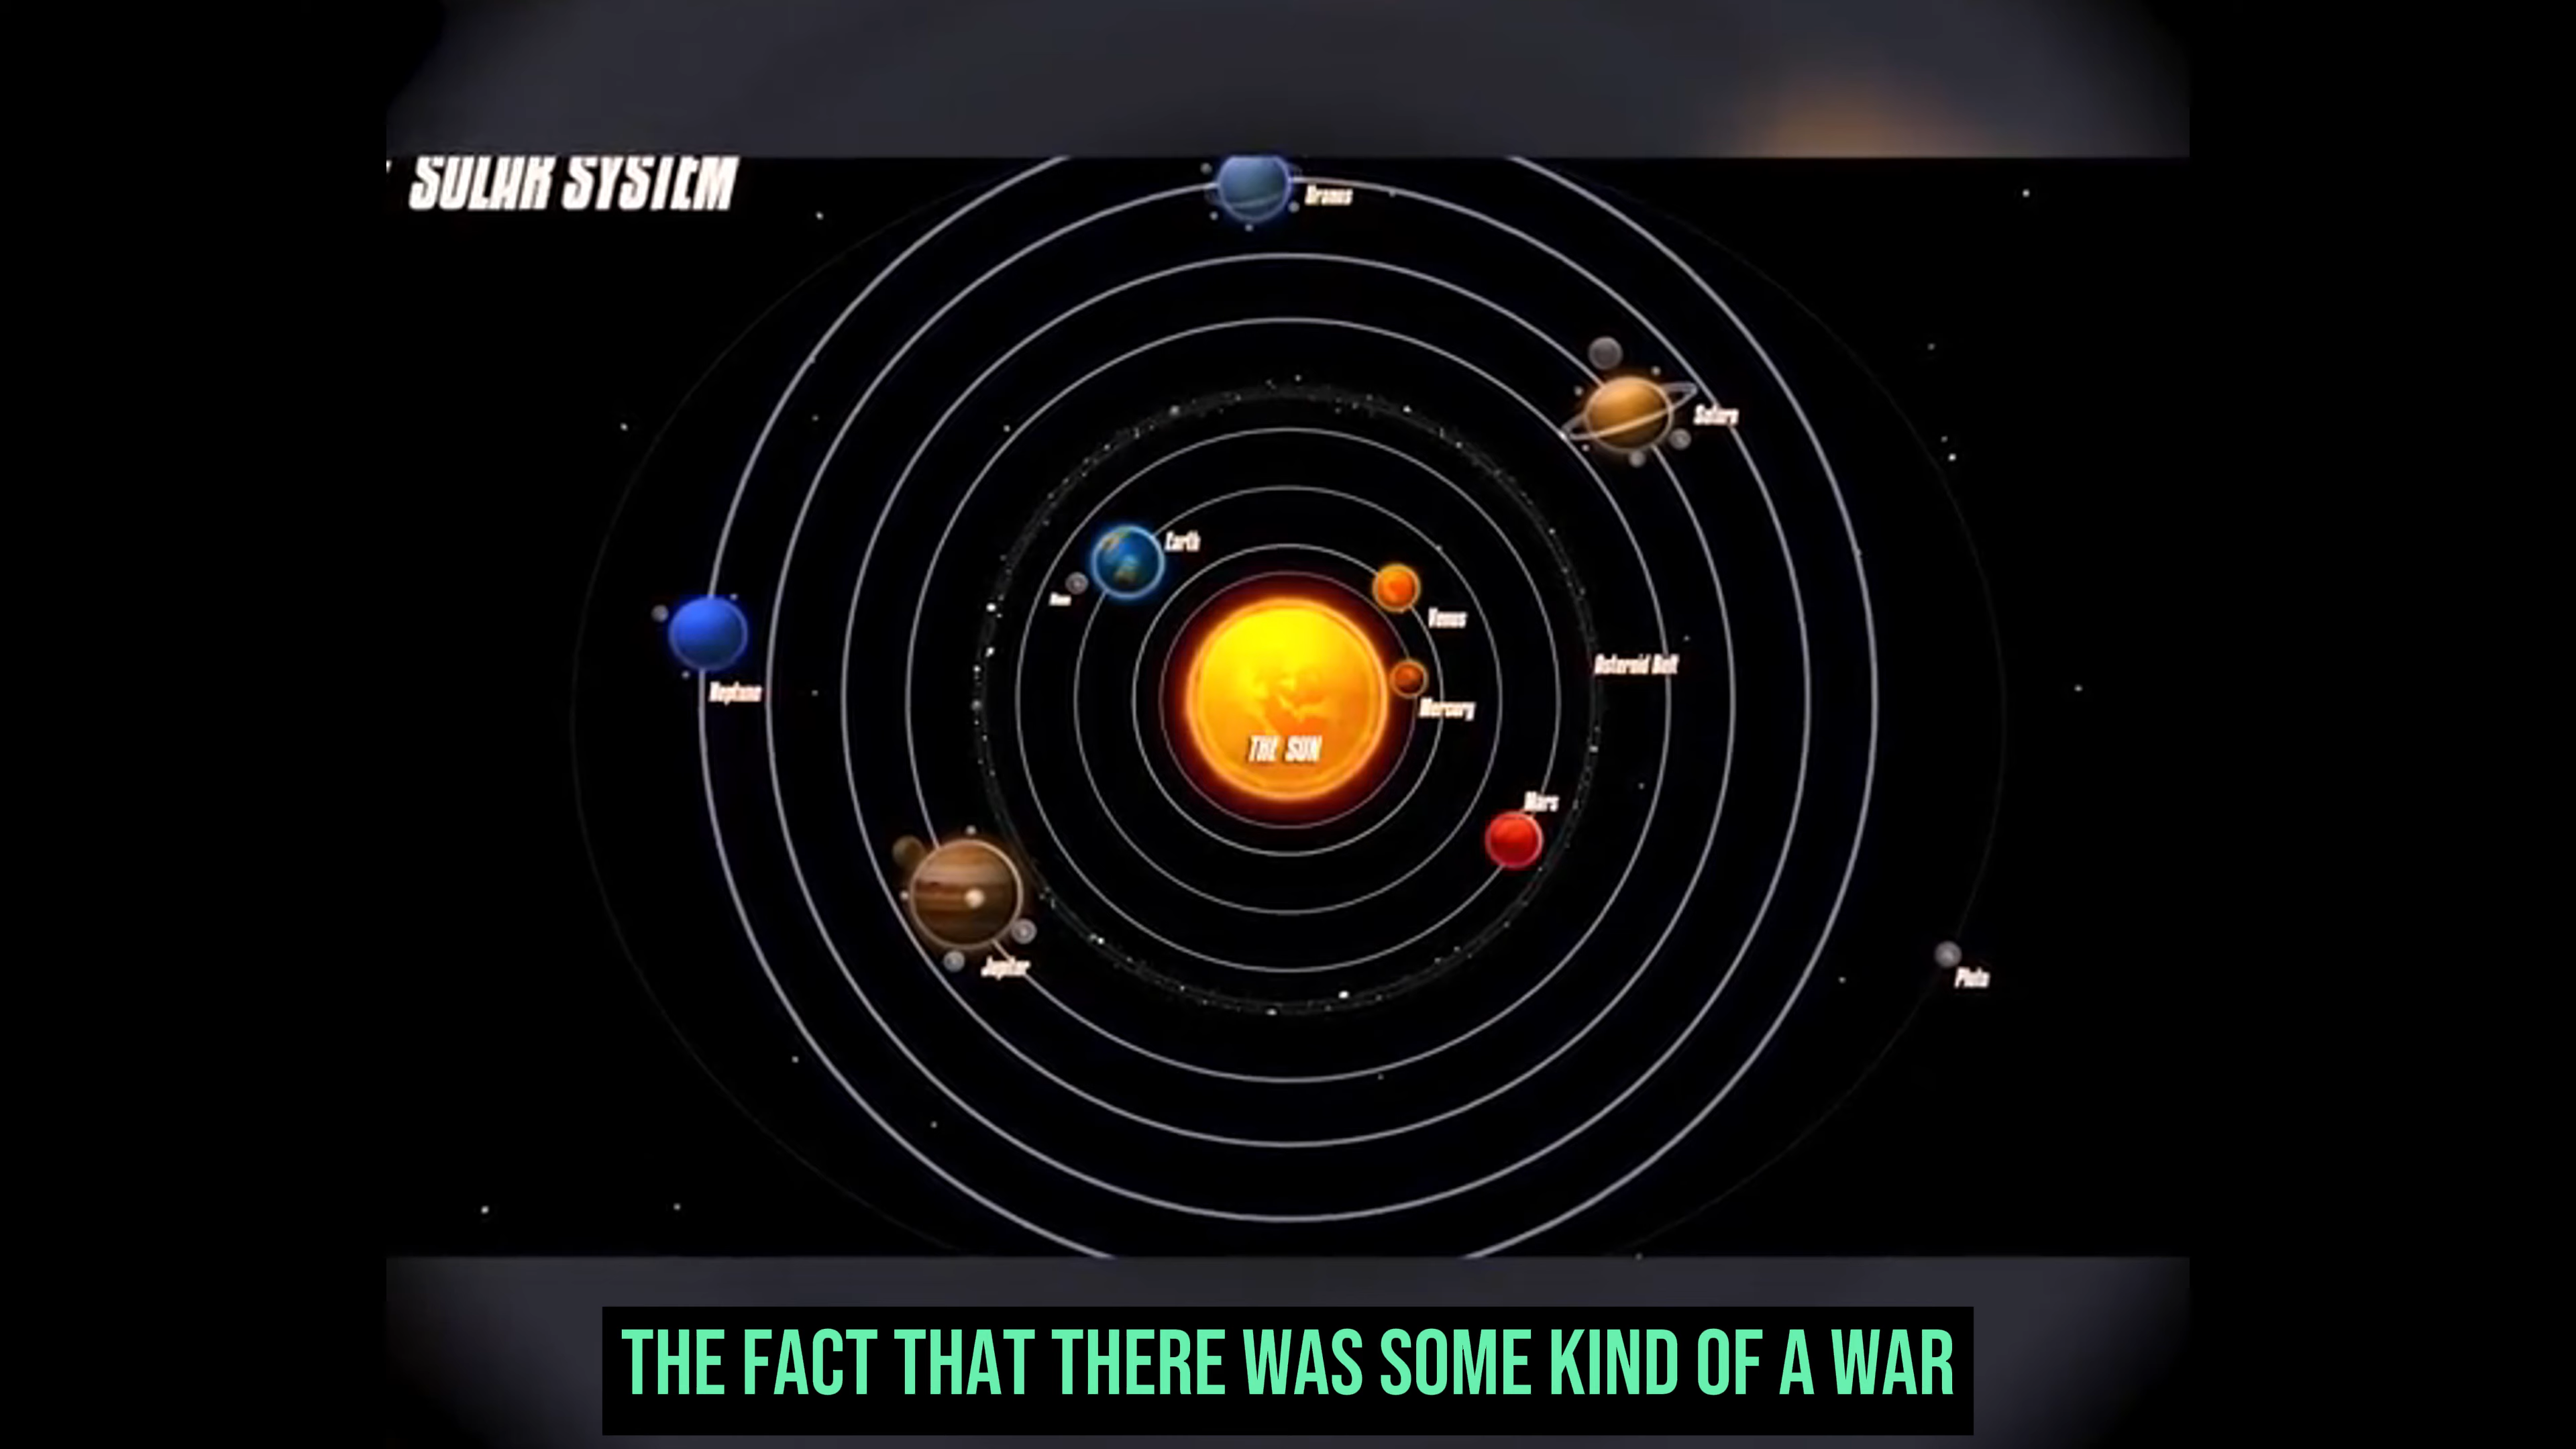 SOLAR SYSTEM
Uranus
Saturn
Earth
Moon
Venus
Asteroid Belt
Neptune
Mercury
THE SUN
Mars
Jupiter
Pluto
THE FACT THAT THERE WAS SOME KIND OF A WAR